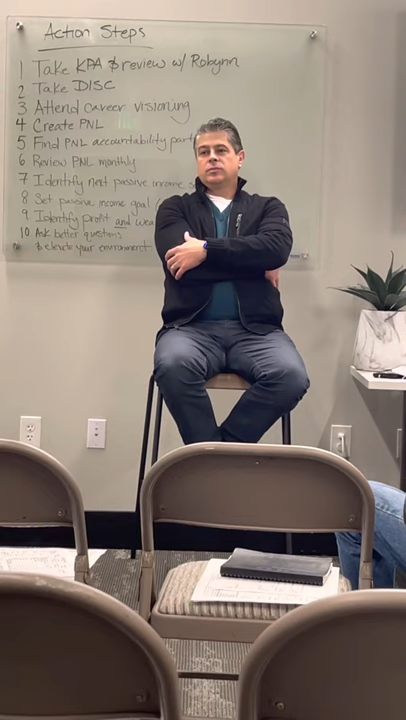 Action Steps
1 Take KPA & review w/ Robynn
2 Take DISC
3 Attend career visioning
4 Create PNL
5 Find PNL accountability part
6 Review PNL monthly
7 Identify next passive income
8 Set passive income goal
9 Identify profit and wea
10. Ask better questions
& elevate your environment